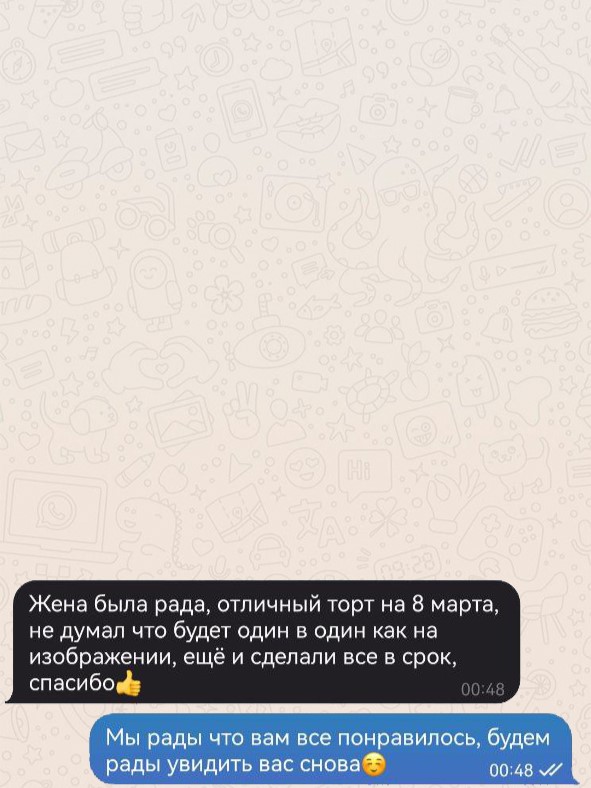 Hi
Жена была рада, отличный торт на 8 марта,
не думал что будет один в один как на
изображении, ещё и сделали все в срок,
спасибо👍
00:48
Мы рады что вам все понравилось, будем
рады увидить вас снова☺️
00:48